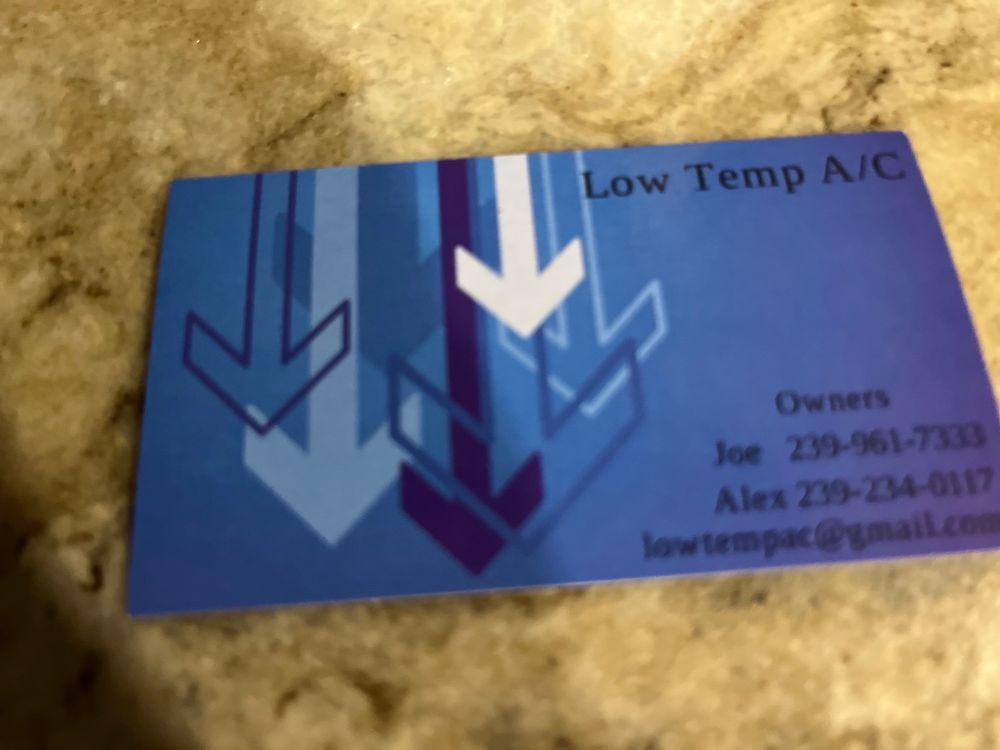 Low Temp A/C
Owners
Joe 239-961-7333
Alex 239-234-0117
lowtempac@gmail.com